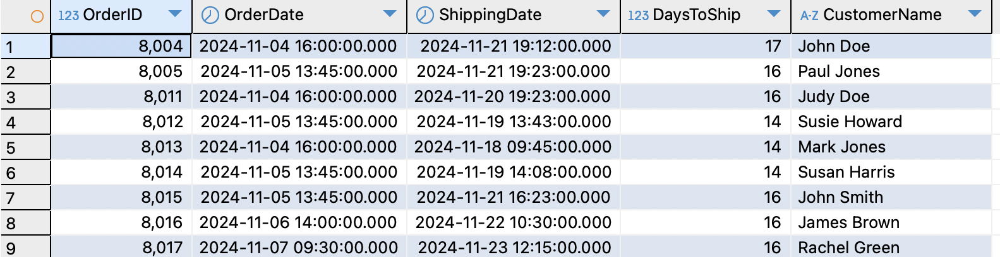 123 OrderID OrderDate ShippingDate 123 DaysToShip A-Z CustomerName
1 8,004 2024-11-04 16:00:00.000 2024-11-21 19:12:00.000 17 John Doe
2 8,005 2024-11-05 13:45:00.000 2024-11-21 19:23:00.000 16 Paul Jones
3 8,011 2024-11-04 16:00:00.000 2024-11-20 19:23:00.000 16 Judy Doe
4 8,012 2024-11-05 13:45:00.000 2024-11-19 13:43:00.000 14 Susie Howard
5 8,013 2024-11-04 16:00:00.000 2024-11-18 09:45:00.000 14 Mark Jones
6 8,014 2024-11-05 13:45:00.000 2024-11-19 14:08:00.000 14 Susan Harris
7 8,015 2024-11-05 13:45:00.000 2024-11-21 16:23:00.000 16 John Smith
8 8,016 2024-11-06 14:00:00.000 2024-11-22 10:30:00.000 16 James Brown
9 8,017 2024-11-07 09:30:00.000 2024-11-23 12:15:00.000 16 Rachel Green